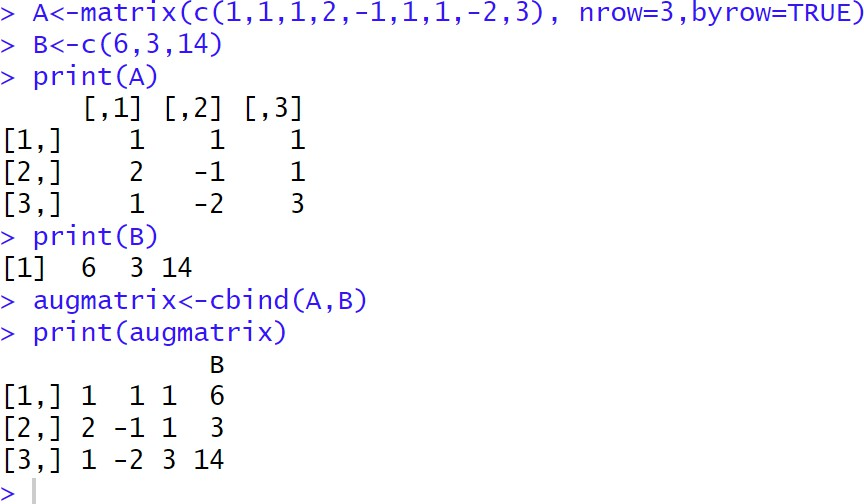 > A<-matrix(c(1,1,1,2,-1,1,1,-2,3), nrow=3,byrow=TRUE)
> B<-c(6,3,14)
> print(A)
     [,1] [,2] [,3]
[1,]    1    1    1
[2,]    2   -1    1
[3,]    1   -2    3
> print(B)
[1]  6  3 14
> augmatrix<-cbind(A,B)
> print(augmatrix)
             B
[1,] 1  1 1  6
[2,] 2 -1 1  3
[3,] 1 -2 3 14
>